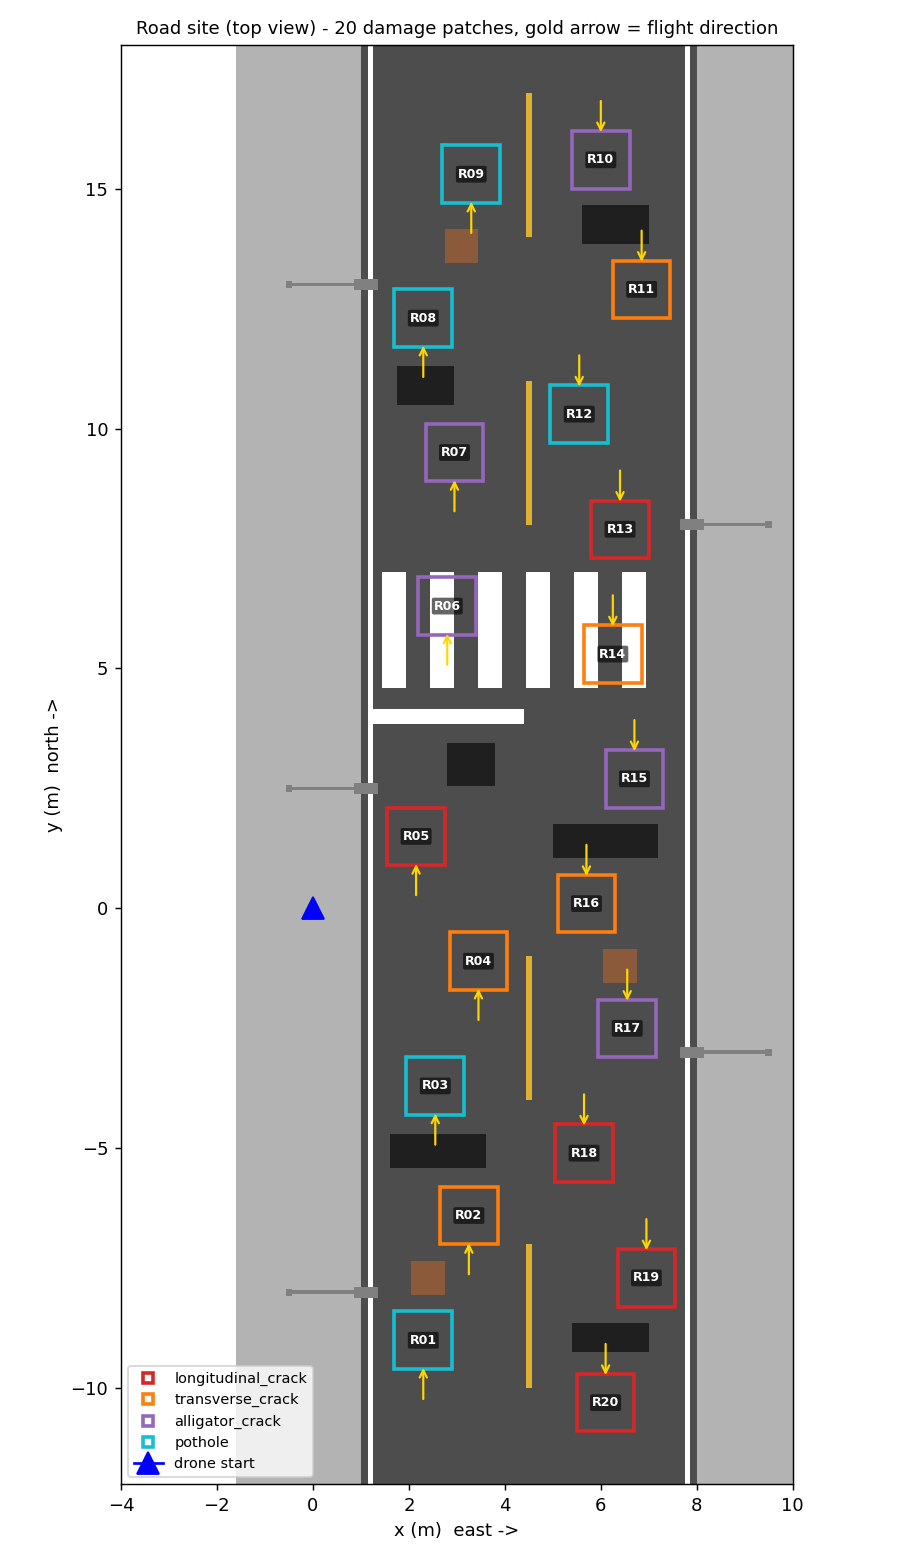 Road site (top view) - 20 damage patches, gold arrow = flight direction
R10
R09
15
R11
R08
R12
10
R07
R13
R06
R14
5
R15
R05
R16
0
R04
R17
R03
R18
−5
R02
R19
R01
R20
−10
longitudinal_crack
transverse_crack
alligator_crack
pothole
drone start
−4
−2
0
2
4
6
8
10
x (m)  east ->
y (m)  north ->